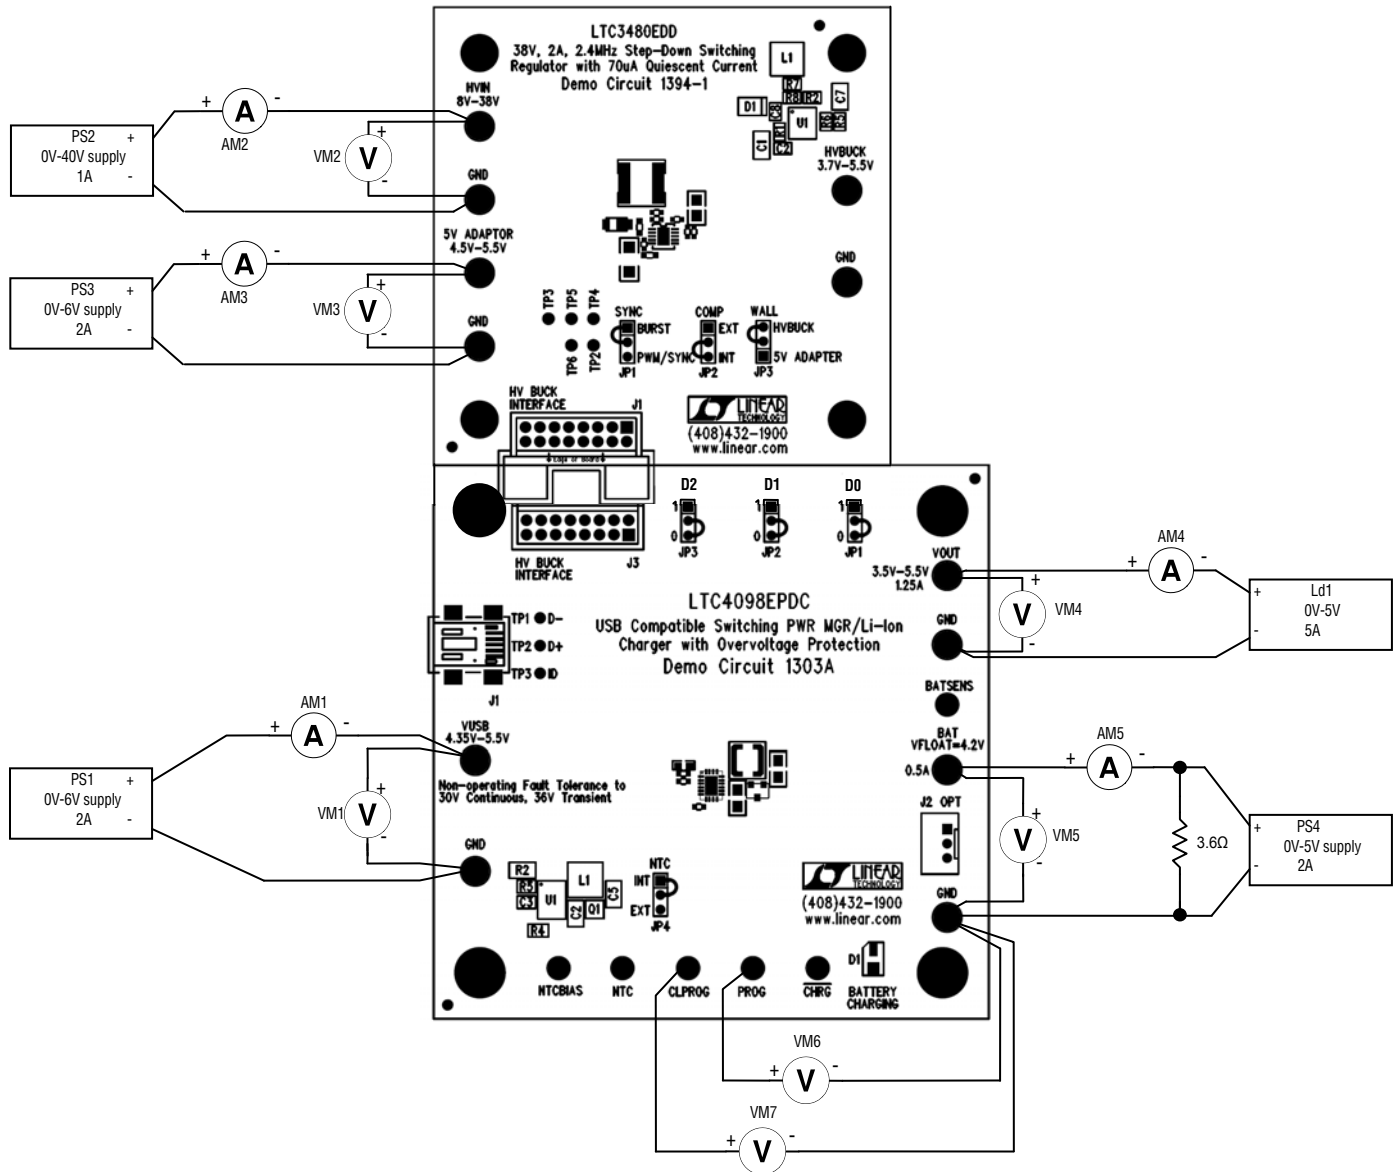 LTC3480EDD
38V, 2A, 2.4MHz Step-Down Switching
Regulator with 70uA Quiescent Current
Demo Circuit 1394-1
HVIN
8V-38V
L1
R7
R8 R2
C7
D1
C8
R1
U1
R6
R5
C1
C2
HVBUCK
3.7V-5.5V
GND
PS2
0V-40V supply
1A
+
-
+ A -
AM2
VM2
+
V
-
GND
5V ADAPTOR
4.5V-5.5V
PS3
0V-6V supply
2A
+
-
+ A -
AM3
VM3
+
V
-
GND
TP3
TP5
TP4
TP6
TP2
SYNC
BURST
PWM/SYNC
JP1
COMP
EXT
INT
JP2
WALL
HVBUCK
5V ADAPTER
JP3
HV BUCK
INTERFACE
J1
LINEAR
TECHNOLOGY
(408)432-1900
www.linear.com
Edge of Board
HV BUCK
INTERFACE
J3
D2
1
0
JP3
D1
1
0
JP2
D0
1
0
JP1
VOUT
3.5V-5.5V
1.25A
GND
AM4
+ A -
+
V
-
VM4
Ld1
0V-5V
5A
+
-
LTC4098EPDC
USB Compatible Switching PWR MGR/Li-Ion
Charger with Overvoltage Protection
Demo Circuit 1303A
TP1 D-
TP2 D+
TP3 ID
J1
BATSENS
BAT
VFLOAT=4.2V
0.5A
AM5
+ A -
AM1
+ A -
VUSB
4.35V-5.5V
Non-operating Fault Tolerance to
30V Continuous, 36V Transient
PS1
0V-6V supply
2A
+
-
VM1
+
V
-
GND
J2 OPT
+
V
-
VM5
3.6Ω
PS4
0V-5V supply
2A
+
-
GND
R2
R3
C3
U1
L1
C2
Q1
C5
R4
NTC
INT
EXT
JP4
LINEAR
TECHNOLOGY
(408)432-1900
www.linear.com
NTCBIAS
NTC
CLPROG
PROG
CHRG
D1
BATTERY
CHARGING
VM6
+ V -
VM7
+ V -